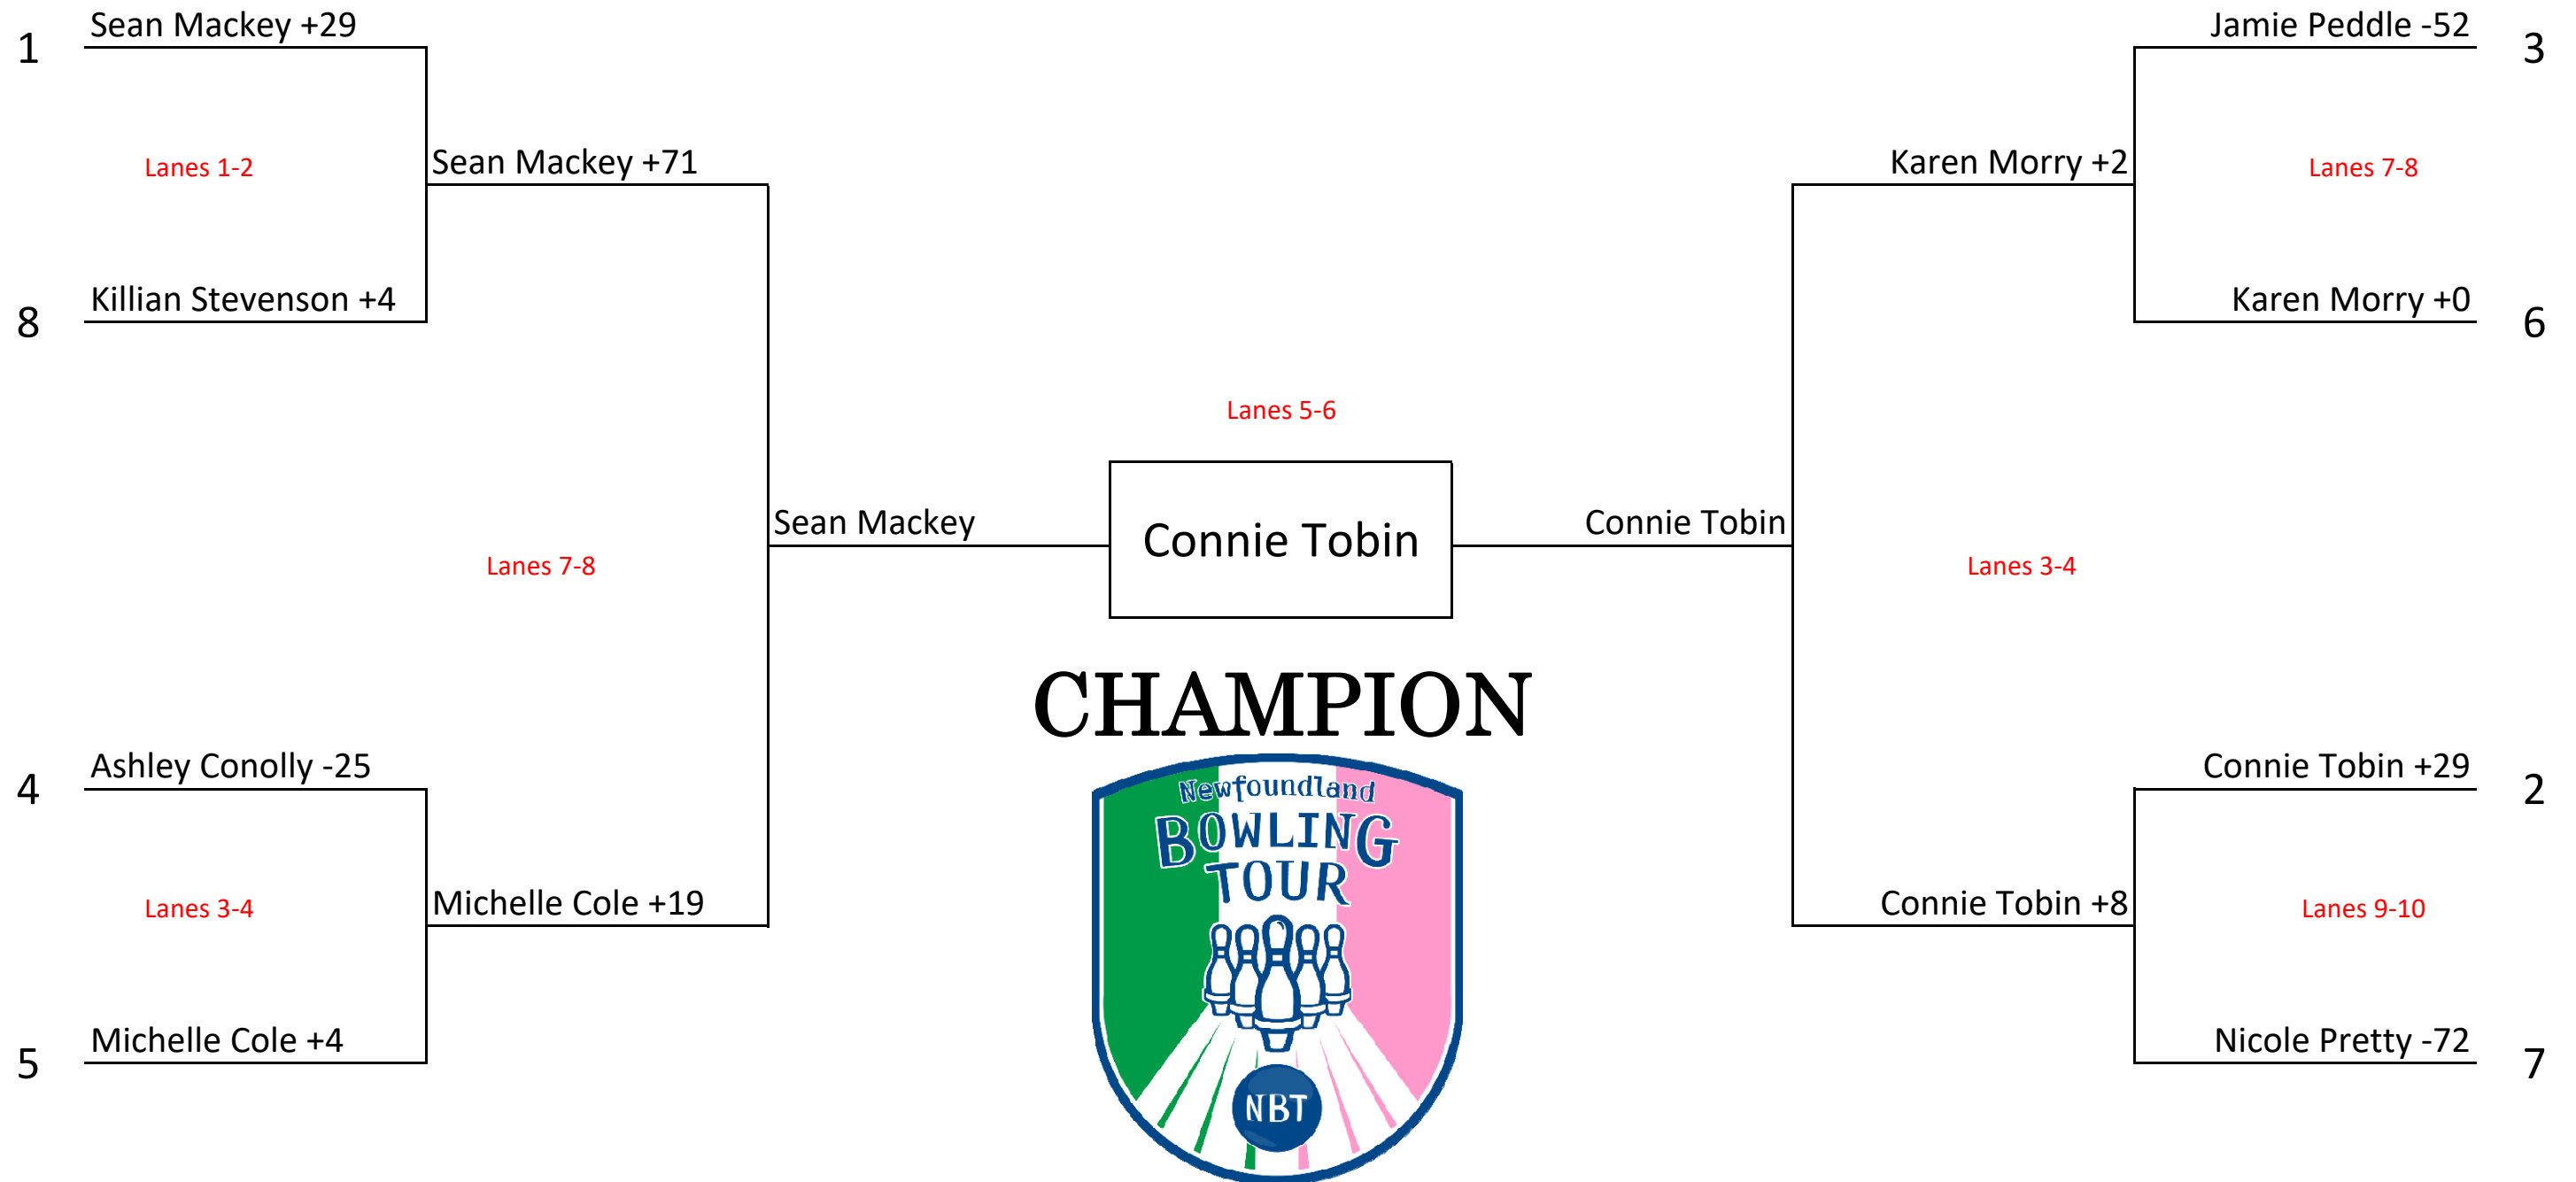 Sean Mackey +29
1
Lanes 1-2
Sean Mackey +71
Killian Stevenson +4
8
Lanes 7-8
Sean Mackey
Ashley Conolly -25
4
Lanes 3-4
Michelle Cole +19
Michelle Cole +4
5
Lanes 5-6
Connie Tobin
CHAMPION
Newfoundland
BOWLING
TOUR
NBT
Jamie Peddle -52
3
Karen Morry +2
Lanes 7-8
Karen Morry +0
6
Connie Tobin
Lanes 3-4
Connie Tobin +29
2
Connie Tobin +8
Lanes 9-10
Nicole Pretty -72
7